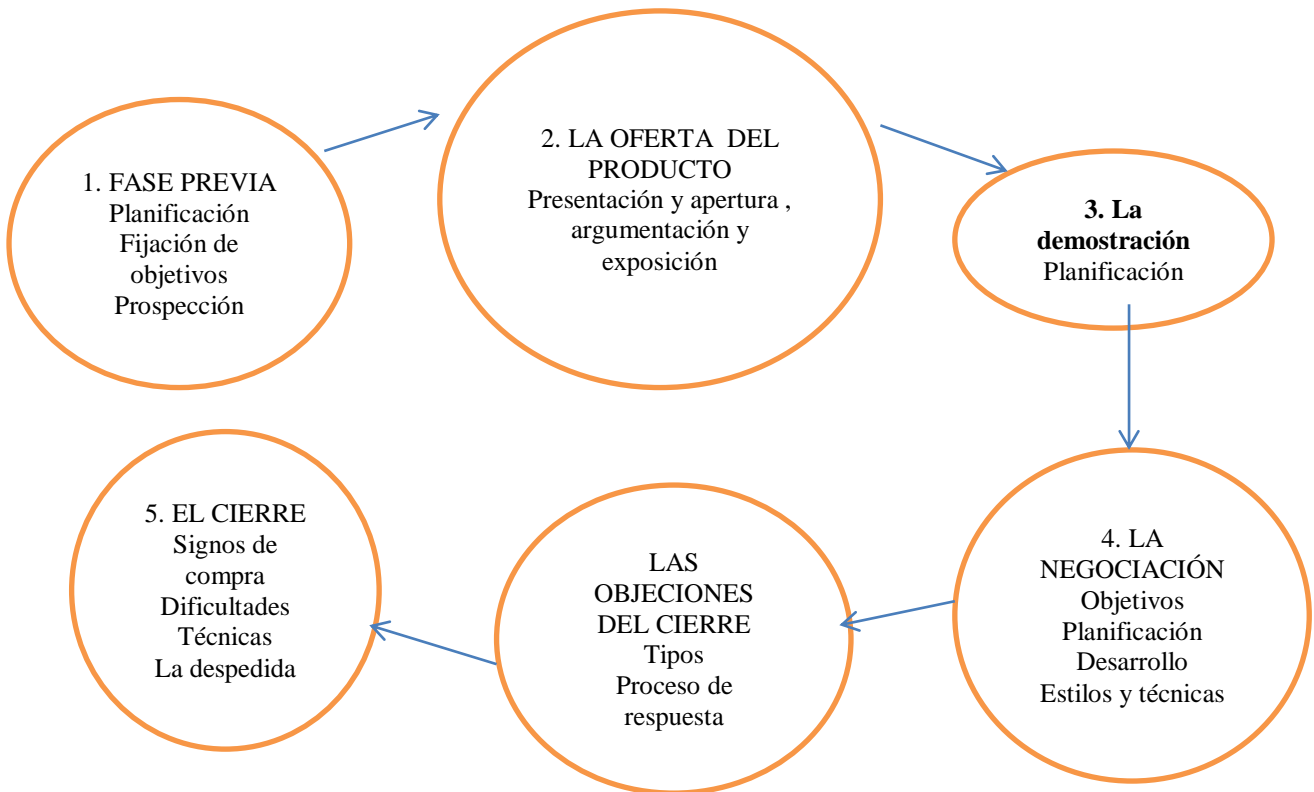 1. FASE PREVIA
Planificación
Fijación de
objetivos
Prospección
2. LA OFERTA DEL
PRODUCTO
Presentación y apertura ,
argumentación y
exposición
3. La
demostración
Planificación
4. LA
NEGOCIACIÓN
Objetivos
Planificación
Desarrollo
Estilos y técnicas
LAS
OBJECIONES
DEL CIERRE
Tipos
Proceso de
respuesta
5. EL CIERRE
Signos de
compra
Dificultades
Técnicas
La despedida